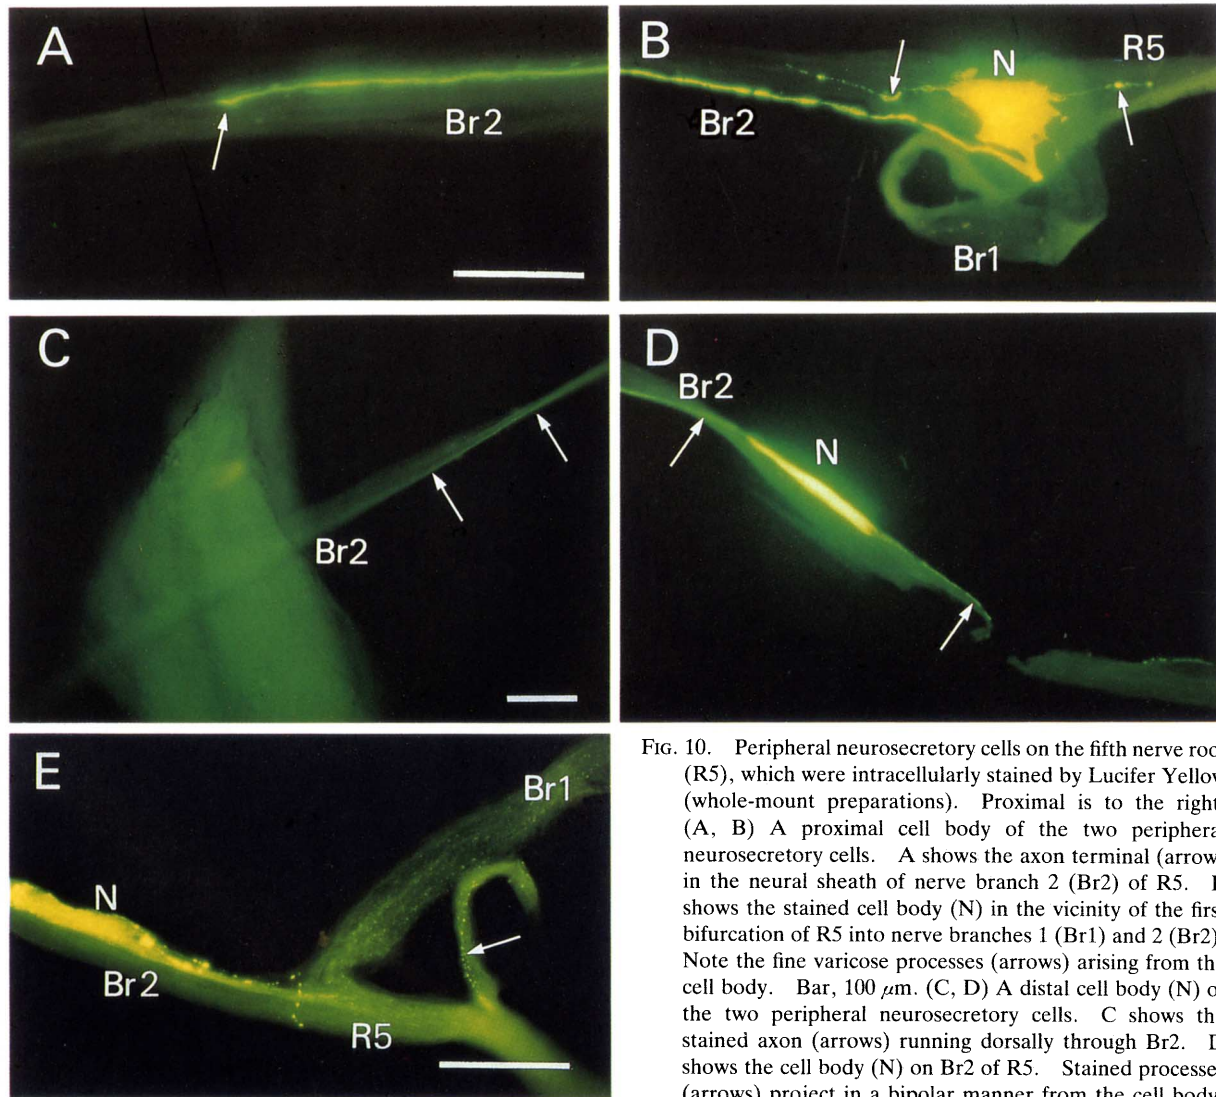 A
Br2
B
N
R5
Br2
Br1
C
Br2
D
Br2
N
E
Br1
N
Br2
R5
FIG. 10. Peripheral neurosecretory cells on the fifth nerve roo
(R5), which were intracellularly stained by Lucifer Yellow
(whole-mount preparations). Proximal is to the right
(A, B) A proximal cell body of the two periphera
neurosecretory cells. A shows the axon terminal (arrow
in the neural sheath of nerve branch 2 (Br2) of R5.
shows the stained cell body (N) in the vicinity of the firs
bifurcation of R5 into nerve branches 1 (Br1) and 2 (Br2)
Note the fine varicose processes (arrows) arising from th
cell body. Bar, 100 μm. (C, D) A distal cell body (N) o
the two peripheral neurosecretory cells. C shows th
stained axon (arrows) running dorsally through Br2. D
shows the cell body (N) on Br2 of R5. Stained processe
(arrows) project in a bipolar manner from the cell body